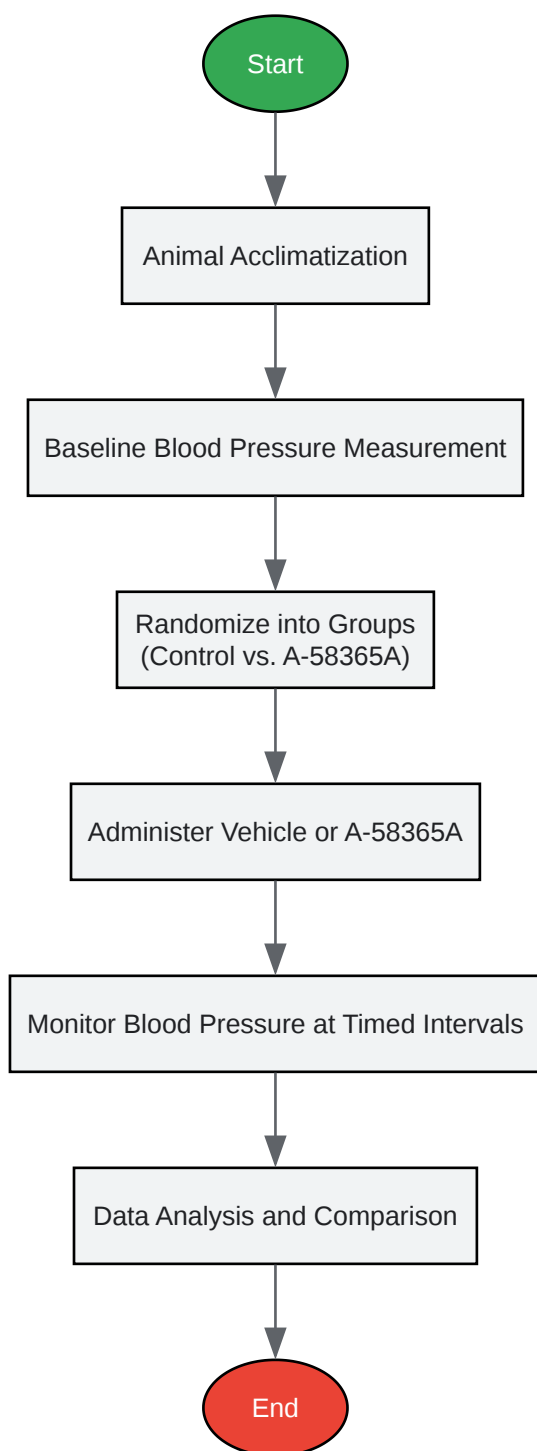 Start
Animal Acclimatization
Baseline Blood Pressure Measurement
Randomize into Groups
(Control vs. A-58365A)
Administer Vehicle or A-58365A
Monitor Blood Pressure at Timed Intervals
Data Analysis and Comparison
End